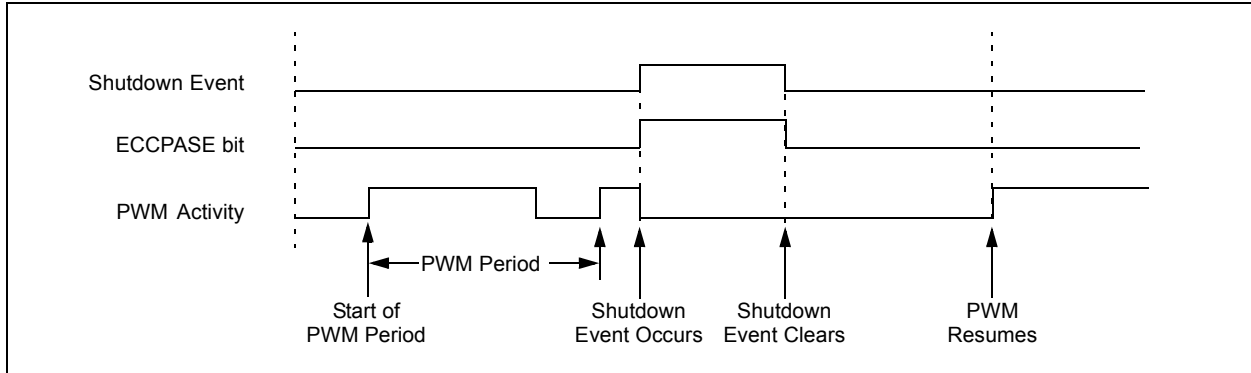 Shutdown Event
ECCPASE bit
PWM Activity
PWM Period
Start of
PWM Period
Shutdown
Event Occurs
Shutdown
Event Clears
PWM
Resumes